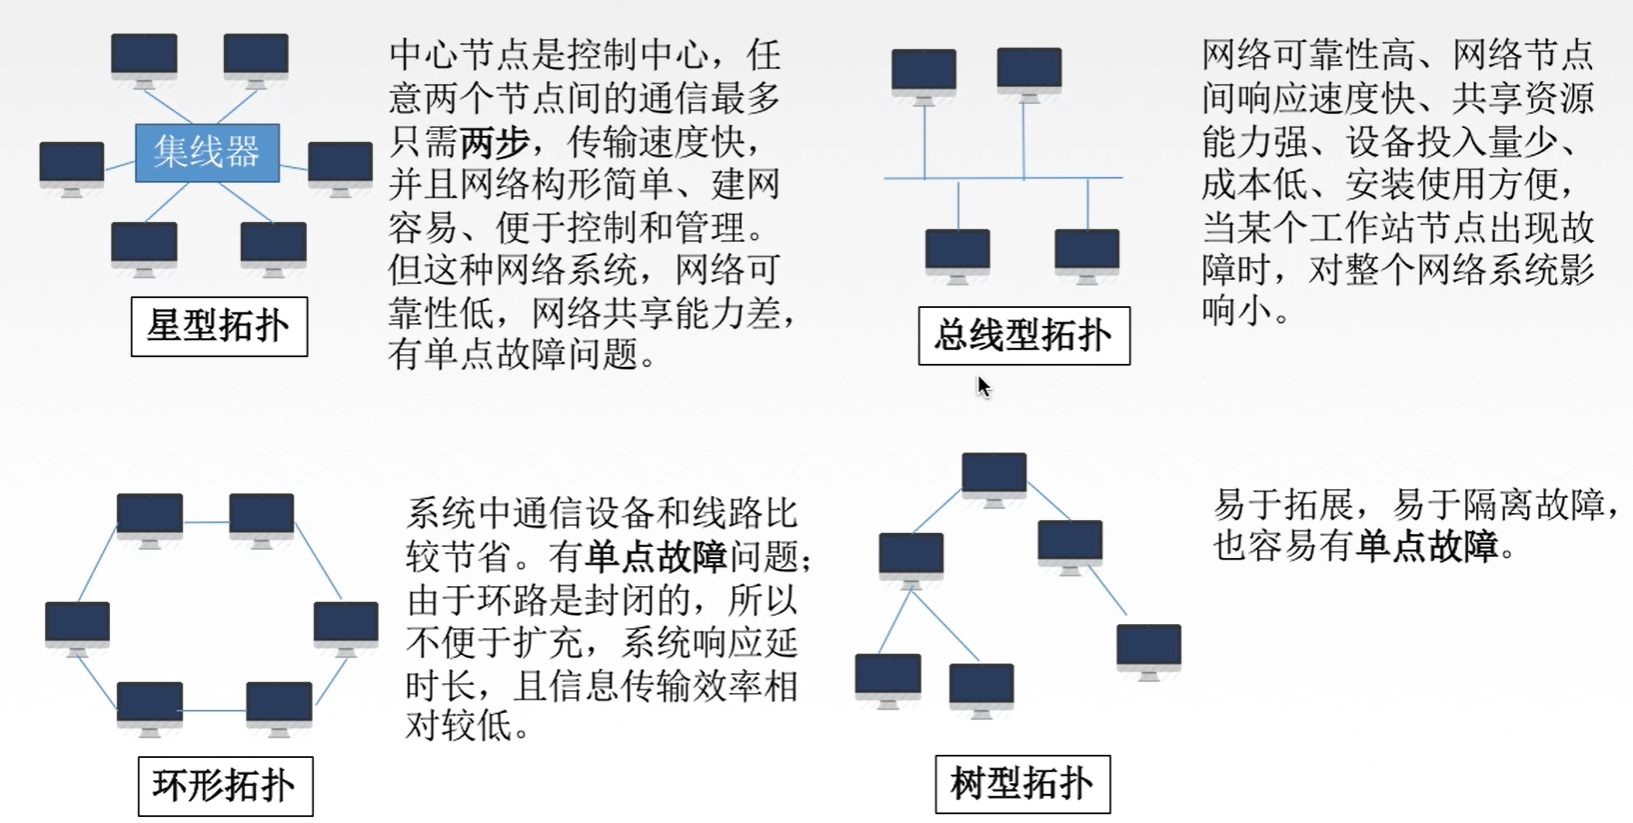 集线器
星型拓扑
中心节点是控制中心，任
意两个节点间的通信最多
只需两步，传输速度快，
并且网络构形简单、建网
容易、便于控制和管理。
但这种网络系统，网络可
靠性低，网络共享能力差，
有单点故障问题。
总线型拓扑
网络可靠性高、网络节点
间响应速度快、共享资源
能力强、设备投入量少、
成本低、安装使用方便，
当某个工作站节点出现故
障时，对整个网络系统影
响小。
环形拓扑
系统中通信设备和线路比
较节省。有单点故障问题；
由于环路是封闭的，所以
不便于扩充，系统响应延
时长，且信息传输效率相
对较低。
树型拓扑
易于拓展，易于隔离故障，
也容易有单点故障。